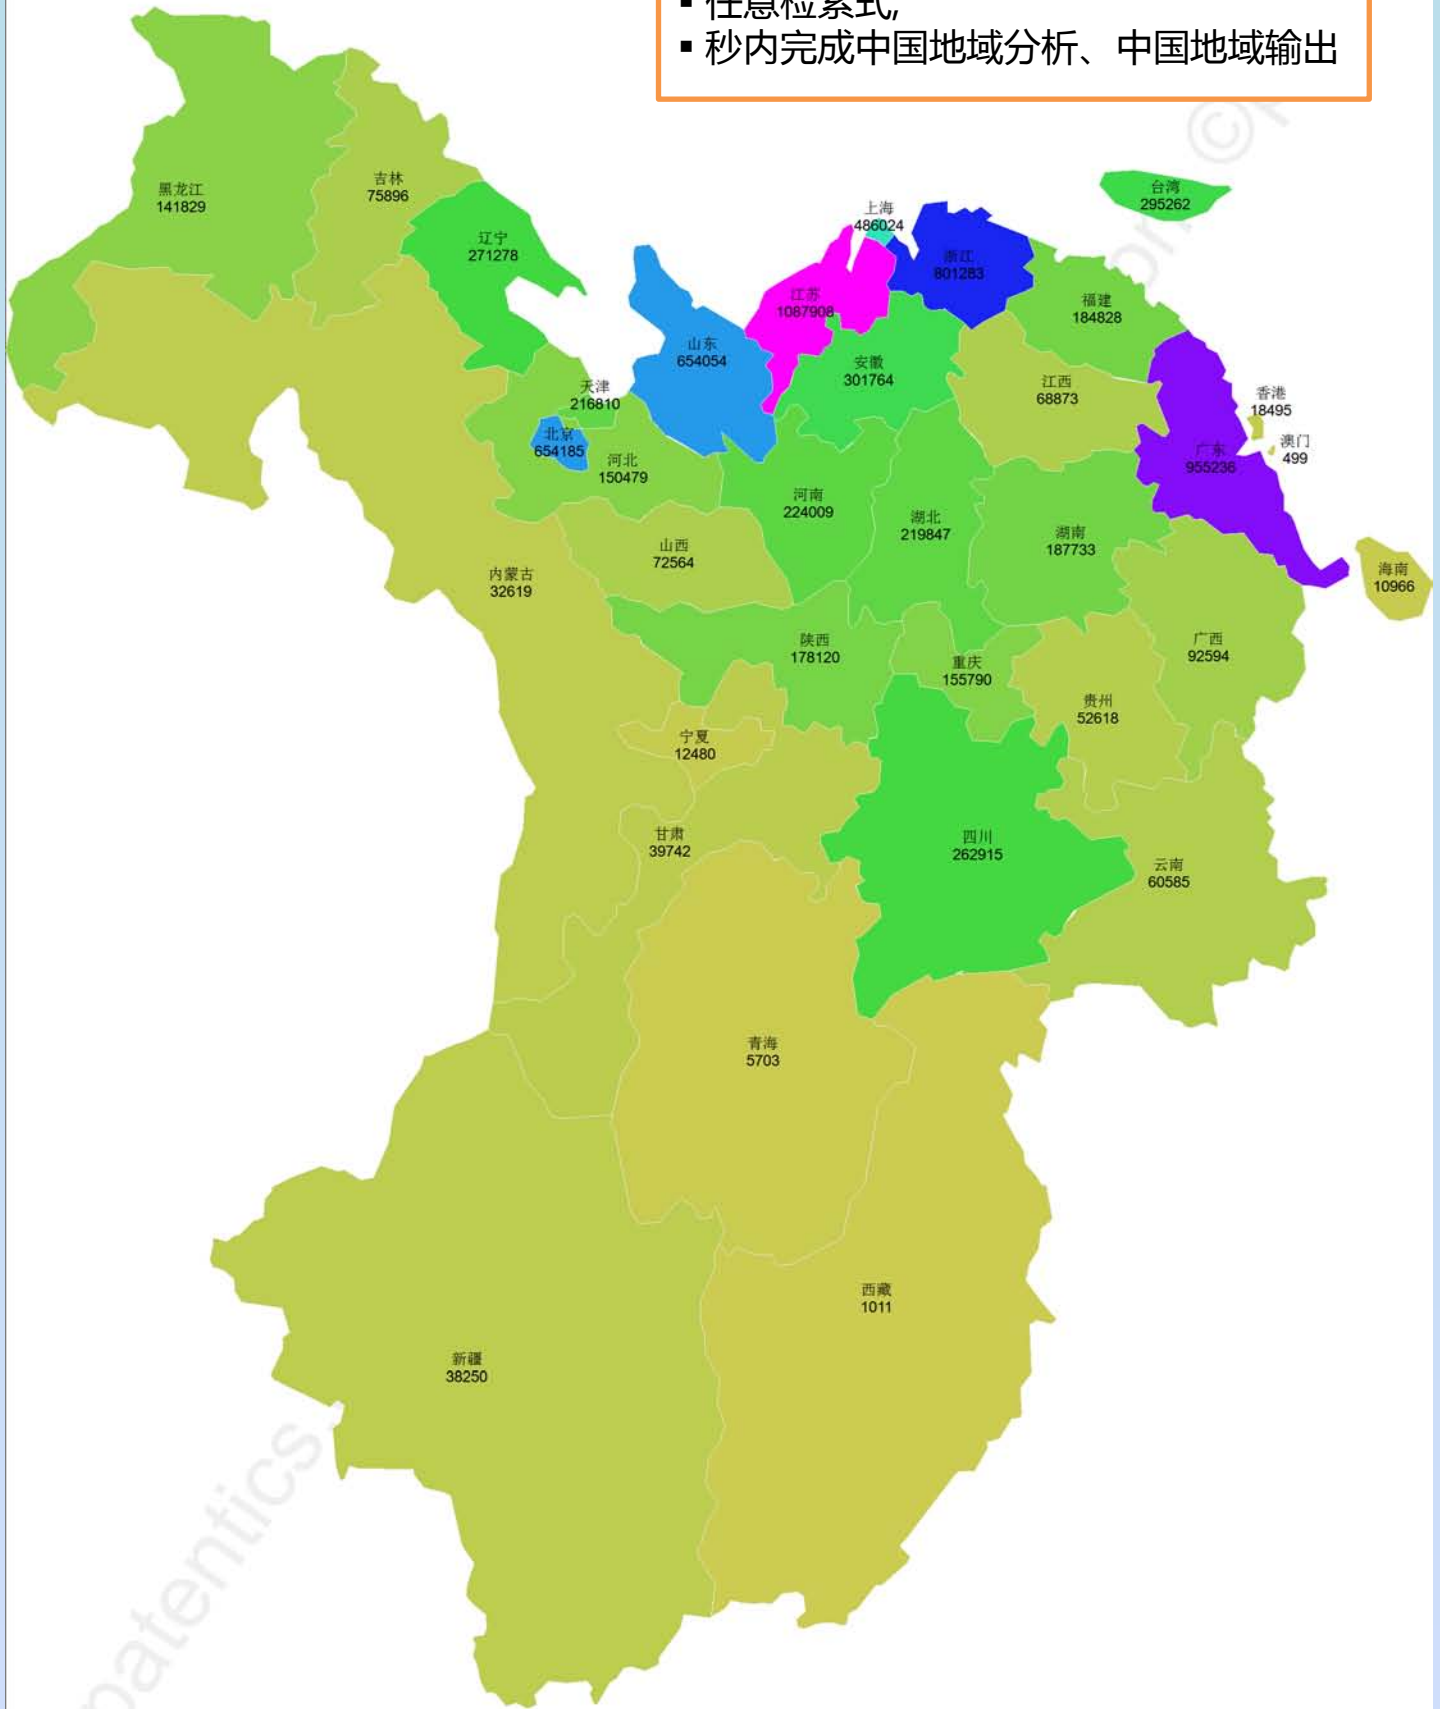 ▪ 任意检索式,
▪ 秒内完成中国地域分析、中国地域输出
黑龙江
141829
吉林
75896
辽宁
271278
上海
486024
浙江
801283
台湾
295262
江苏
1087908
福建
184828
山东
654054
安徽
301764
江西
68873
天津
216810
香港
18495
北京
654185
河北
150479
广东
955236
澳门
499
河南
224009
湖北
219847
湖南
187733
山西
72564
内蒙古
32619
海南
10966
陕西
178120
重庆
155790
广西
92594
贵州
52618
宁夏
12480
甘肃
39742
四川
262915
云南
60585
青海
5703
西藏
1011
新疆
38250
patentics